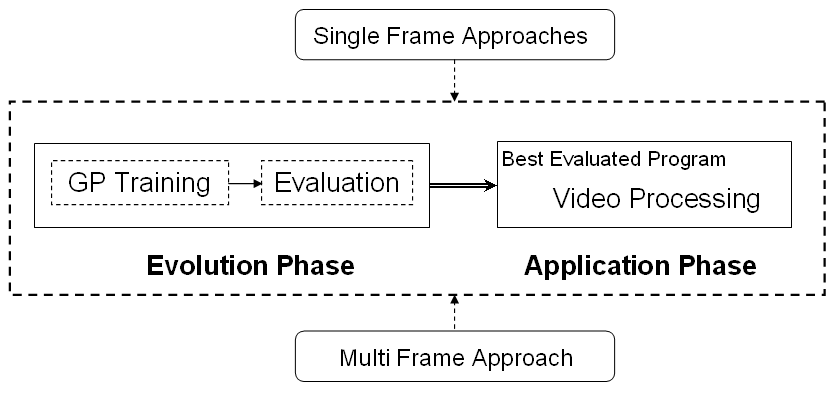 Single Frame Approaches
GP Training
Evaluation
Best Evaluated Program
Video Processing
Evolution Phase
Application Phase
Multi Frame Approach